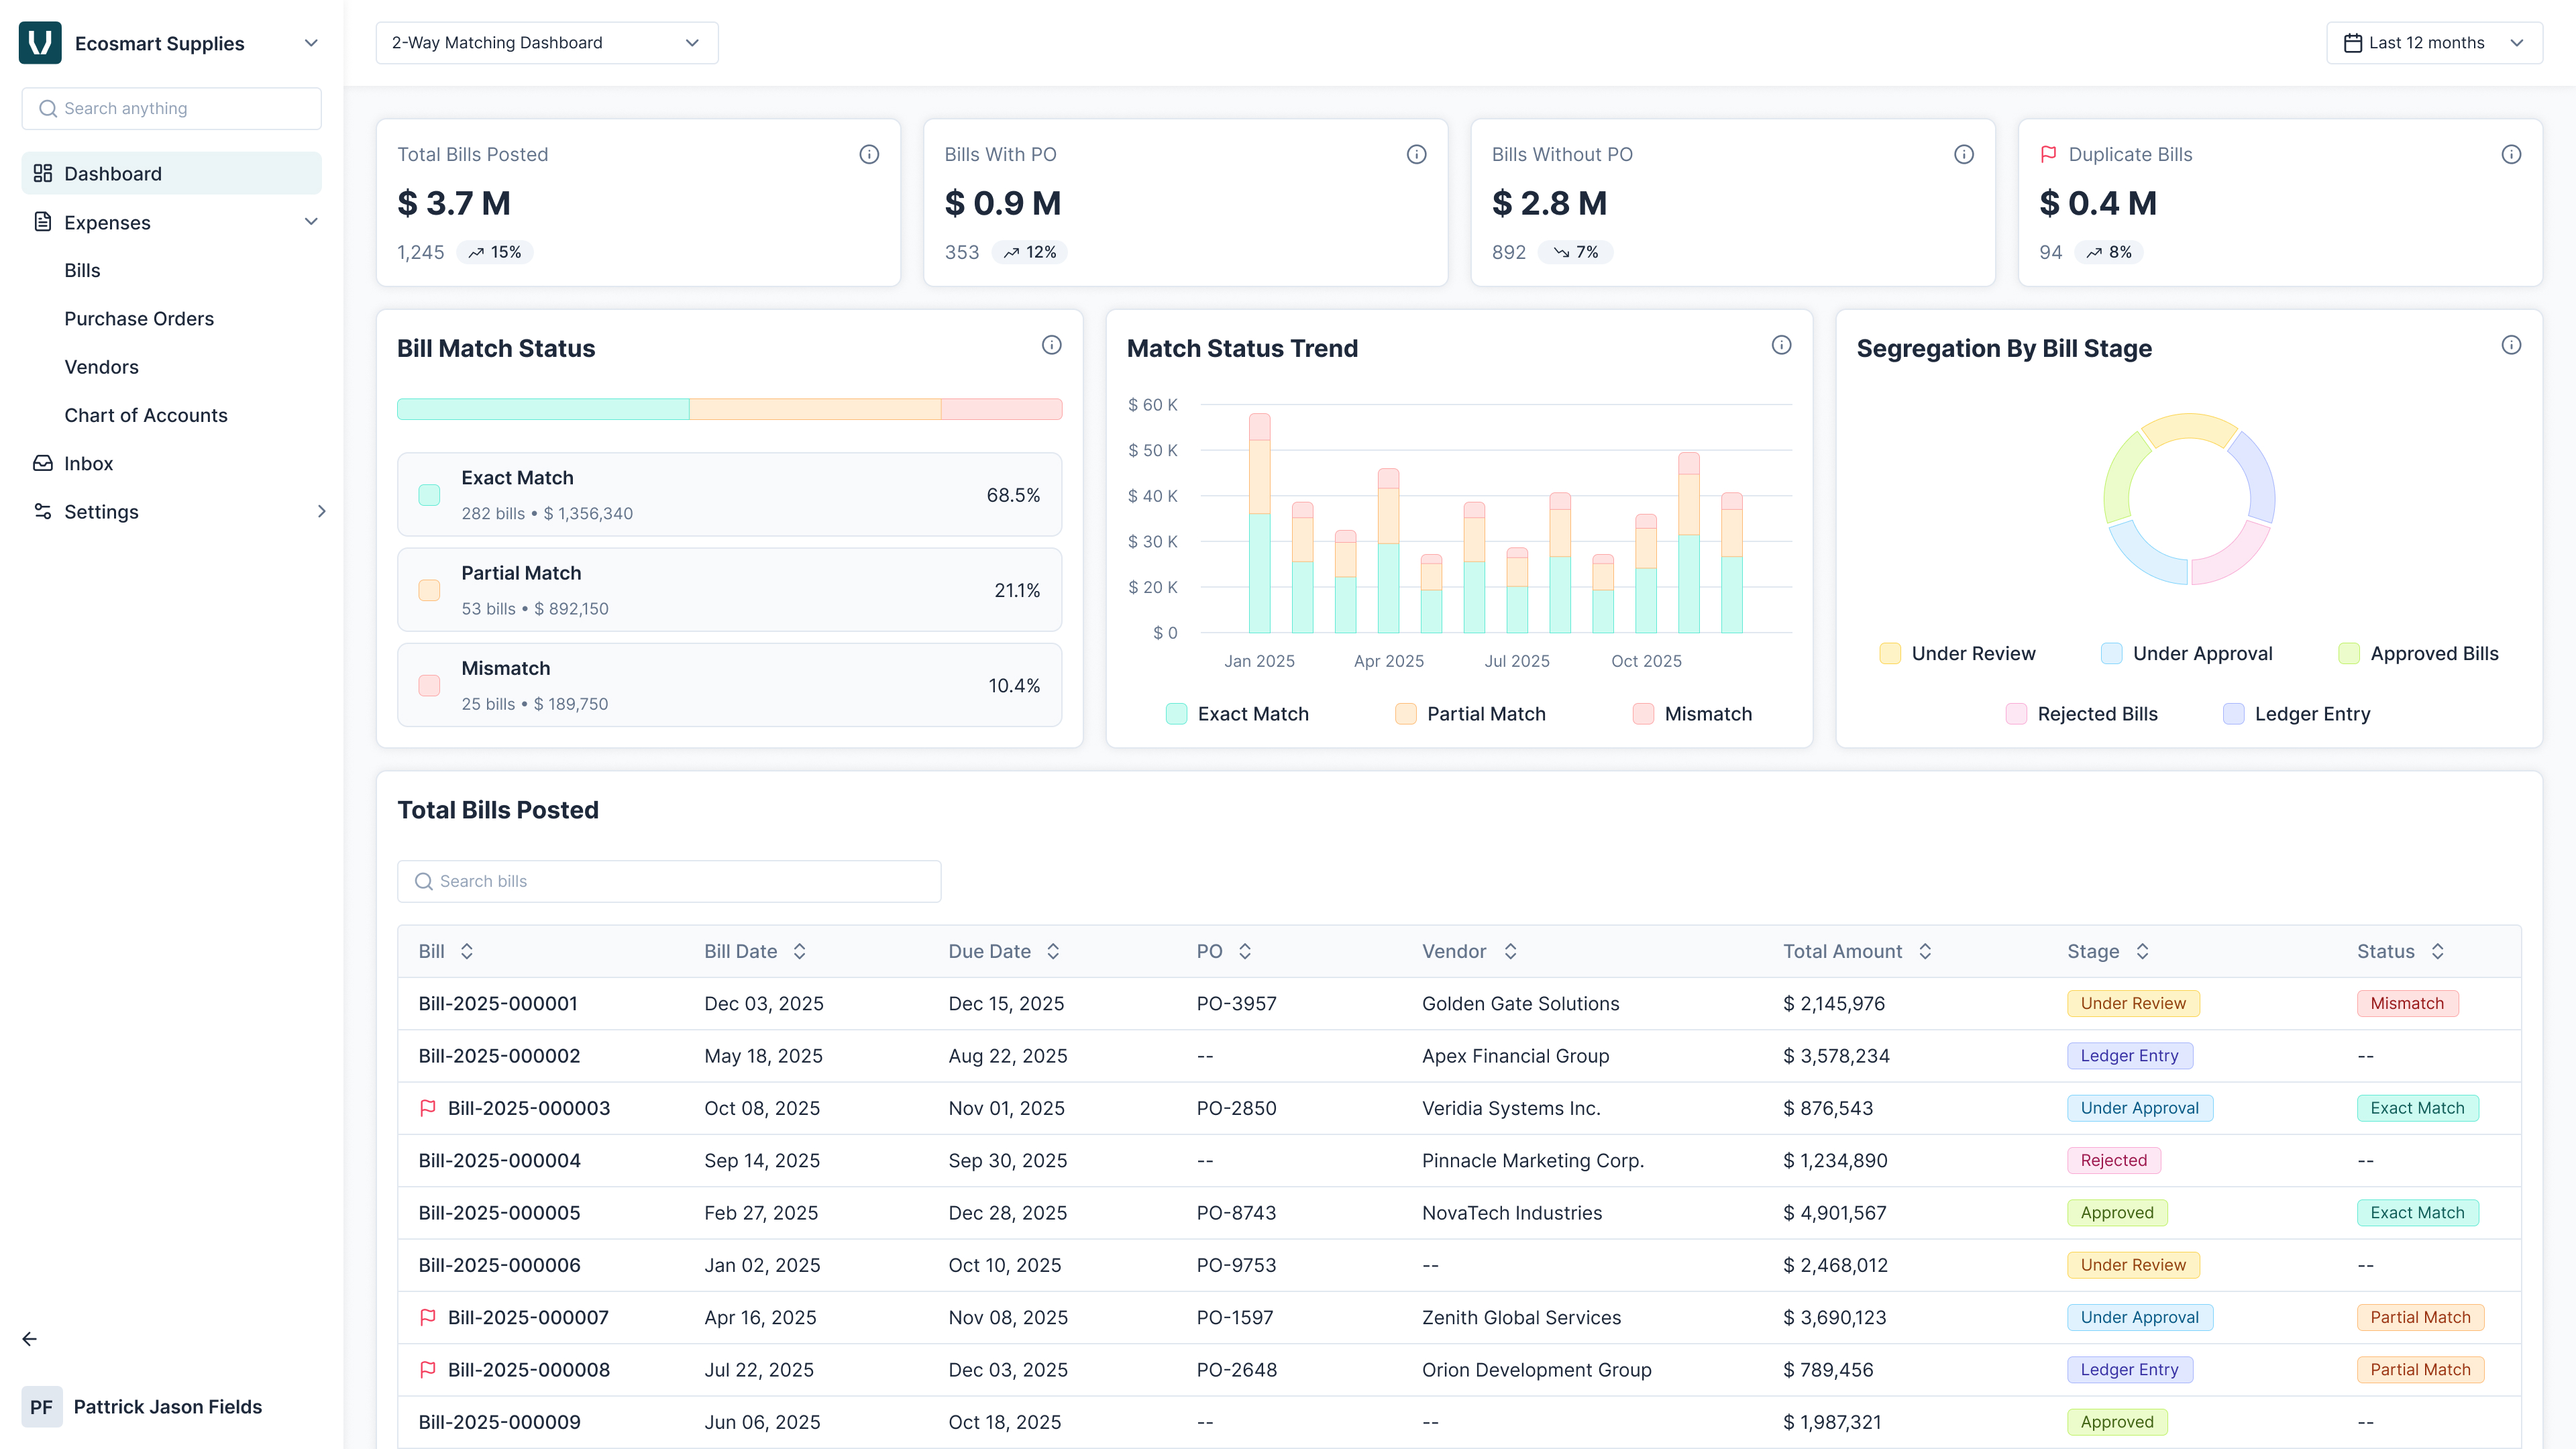 Ecosmart Supplies
Search anything
Dashboard
Expenses
Bills
Purchase Orders
Vendors
Chart of Accounts
Inbox
Settings
PF
Pattrick Jason Fields
2-Way Matching Dashboard
Last 12 months
Total Bills Posted
$ 3.7 M
1,245 15%
Bills With PO
$ 0.9 M
353 12%
Bills Without PO
$ 2.8 M
892 7%
Duplicate Bills
$ 0.4 M
94 8%
Bill Match Status
Exact Match
282 bills • $ 1,356,340
68.5%
Partial Match
53 bills • $ 892,150
21.1%
Mismatch
25 bills • $ 189,750
10.4%
Match Status Trend
$ 60 K
$ 50 K
$ 40 K
$ 30 K
$ 20 K
$ 0
Jan 2025 Apr 2025 Jul 2025 Oct 2025
Exact Match Partial Match Mismatch
Segregation By Bill Stage
Under Review Under Approval Approved Bills
Rejected Bills Ledger Entry
Total Bills Posted
Search bills
Bill Bill Date Due Date PO Vendor Total Amount Stage Status
Bill-2025-000001 Dec 03, 2025 Dec 15, 2025 PO-3957 Golden Gate Solutions $ 2,145,976 Under Review Mismatch
Bill-2025-000002 May 18, 2025 Aug 22, 2025 -- Apex Financial Group $ 3,578,234 Ledger Entry --
Bill-2025-000003 Oct 08, 2025 Nov 01, 2025 PO-2850 Veridia Systems Inc. $ 876,543 Under Approval Exact Match
Bill-2025-000004 Sep 14, 2025 Sep 30, 2025 -- Pinnacle Marketing Corp. $ 1,234,890 Rejected --
Bill-2025-000005 Feb 27, 2025 Dec 28, 2025 PO-8743 NovaTech Industries $ 4,901,567 Approved Exact Match
Bill-2025-000006 Jan 02, 2025 Oct 10, 2025 PO-9753 -- $ 2,468,012 Under Review --
Bill-2025-000007 Apr 16, 2025 Nov 08, 2025 PO-1597 Zenith Global Services $ 3,690,123 Under Approval Partial Match
Bill-2025-000008 Jul 22, 2025 Dec 03, 2025 PO-2648 Orion Development Group $ 789,456 Ledger Entry Partial Match
Bill-2025-000009 Jun 06, 2025 Oct 18, 2025 -- -- $ 1,987,321 Approved --